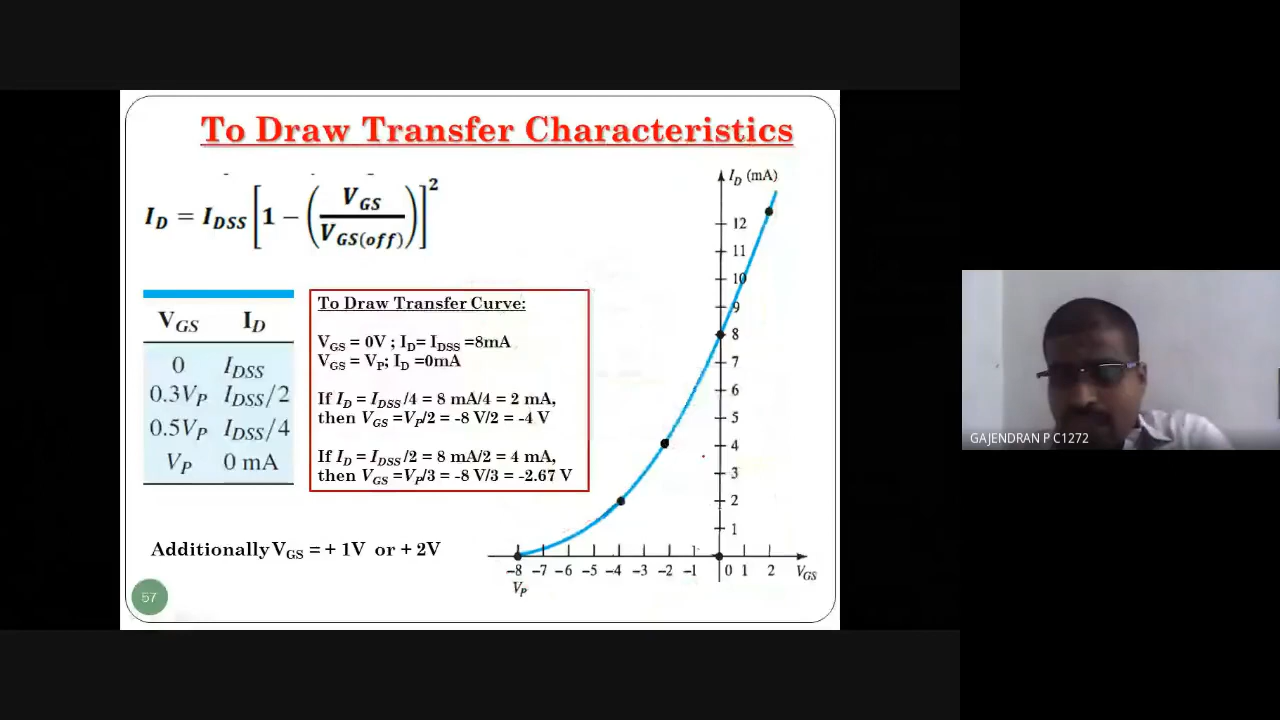 To Draw Transfer Characteristics
I_D = I_DSS [1 − (V_GS / V_GS(off))]^2
V_GS I_D
0 I_DSS
0.3V_P I_DSS/2
0.5V_P I_DSS/4
V_P 0 mA
To Draw Transfer Curve:
V_GS = 0V ; I_D= I_DSS =8mA
V_GS = V_P; I_D =0mA
If I_D = I_DSS /4 = 8 mA/4 = 2 mA,
then V_GS =V_P/2 = -8 V/2 = -4 V
If I_D = I_DSS /2 = 8 mA/2 = 4 mA,
then V_GS =V_P/3 = -8 V/3 = -2.67 V
Additionally V_GS = + 1V or + 2V
57
I_D (mA)
12
11
10
9
8
7
6
5
4
3
2
1
−8 −7 −6 −5 −4 −3 −2 −1 0 1 2 V_GS
V_P
GAJENDRAN P C1272